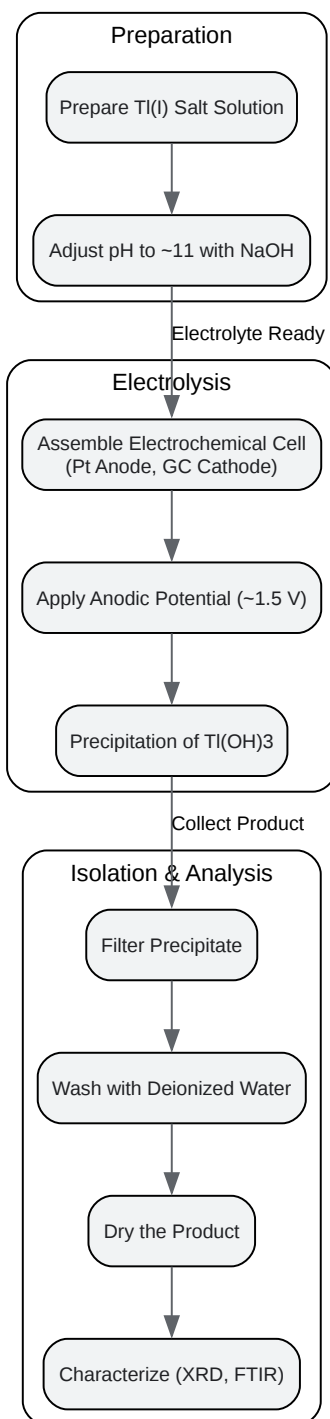 Preparation
Prepare Tl(I) Salt Solution
Adjust pH to ~11 with NaOH
Electrolyte Ready
Electrolysis
Assemble Electrochemical Cell
(Pt Anode, GC Cathode)
Apply Anodic Potential (~1.5 V)
Precipitation of Tl(OH)3
Collect Product
Isolation & Analysis
Filter Precipitate
Wash with Deionized Water
Dry the Product
Characterize (XRD, FTIR)